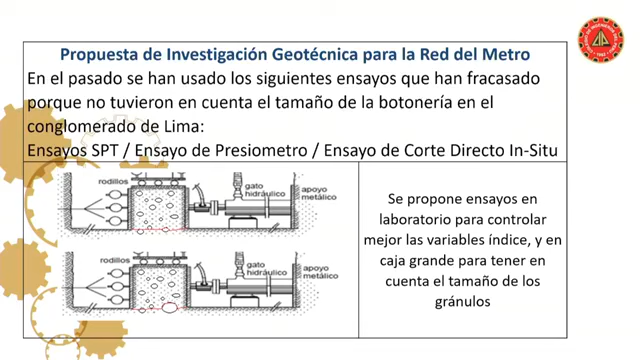 Propuesta de Investigación Geotécnica para la Red del Metro
En el pasado se han usado los siguientes ensayos que han fracasado
porque no tuvieron en cuenta el tamaño de la botonería en el
conglomerado de Lima:
Ensayos SPT / Ensayo de Presiometro / Ensayo de Corte Directo In-Situ
rodillos
gato
hidráulico
apoyo
metálico
rodillos
gato
hidráulico
apoyo
metálico
Se propone ensayos en
laboratorio para controlar
mejor las variables índice, y en
caja grande para tener en
cuenta el tamaño de los
gránulos